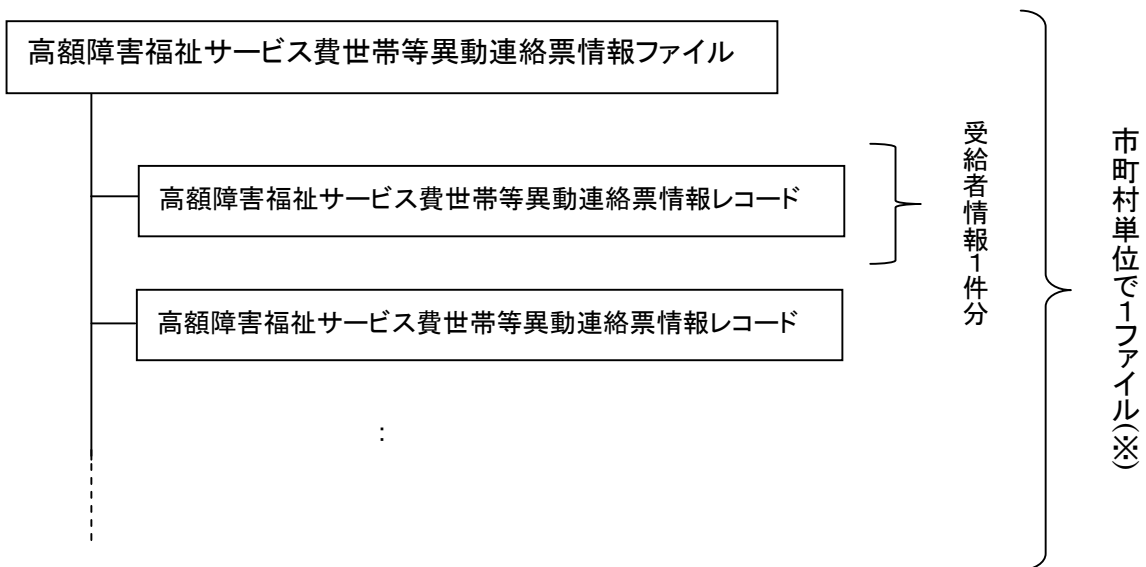 高額障害福祉サービス費世帯等異動連絡票情報ファイル
高額障害福祉サービス費世帯等異動連絡票情報レコード
受給者情報1件分
高額障害福祉サービス費世帯等異動連絡票情報レコード
:
市町村単位で1ファイル(※)